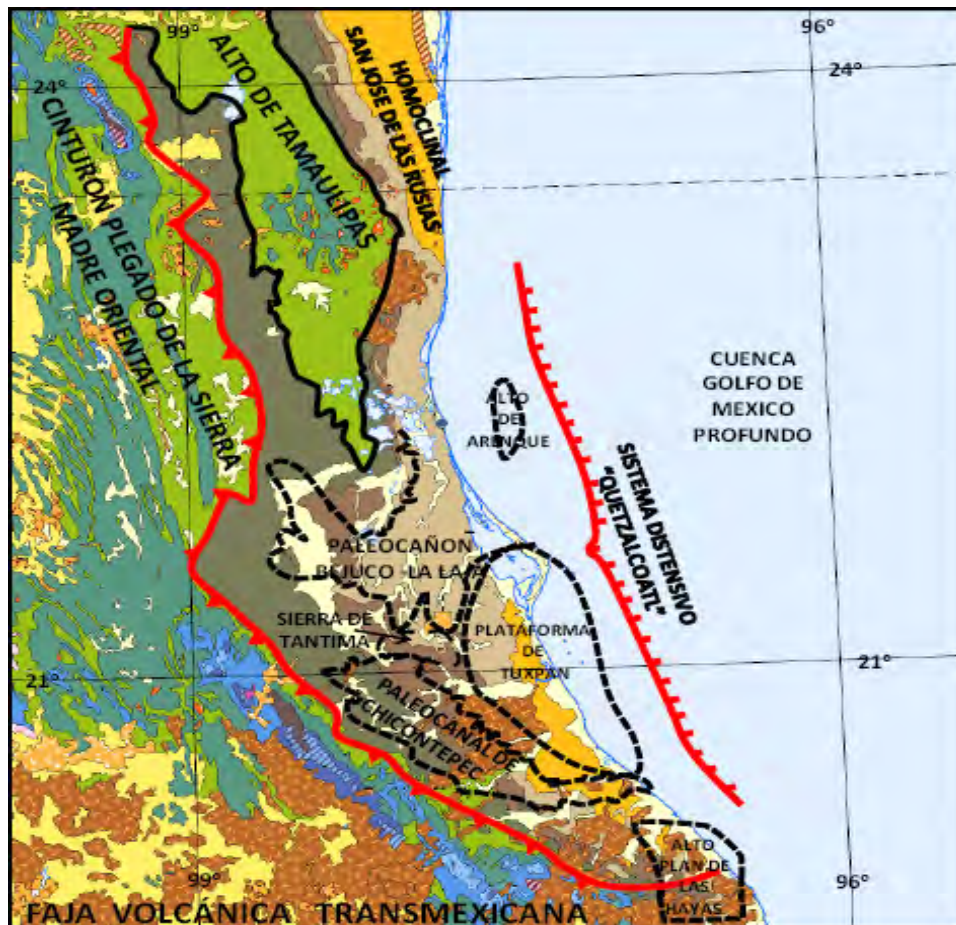 99°
96°
24°
24°
ALTO DE TAMAULIPAS
HOMOCLINAL
SAN JOSE DE LAS RUSIAS
CINTURÓN PLEGADO DE LA SIERRA
MADRE ORIENTAL
CUENCA
GOLFO DE
MEXICO
PROFUNDO
ALTO
DE
ARENQUE
SISTEMA DISTENSIVO
"QUETZALCOATL"
PALEOCAÑON
BEJUCO -LA LAJA
SIERRA DE
TANTIMA
PLATAFORMA
DE
TUXPAN
21°
21°
PALEOCANAL DE
CHICONTEPEC
ALTO
PLAN DE
LAS
HAYAS
99°
96°
FAJA VOLCÁNICA TRANSMEXICANA